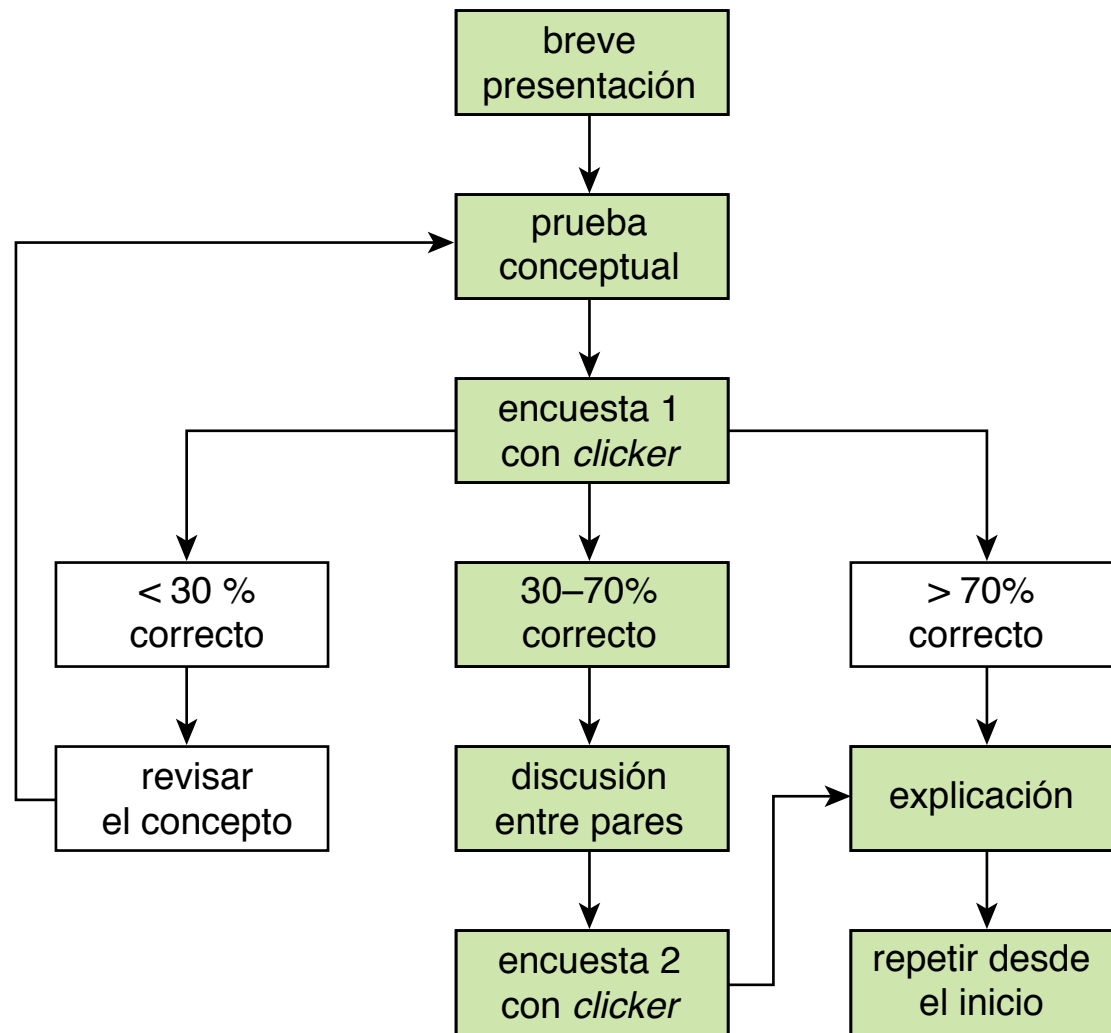 breve
presentación
prueba
conceptual
encuesta 1
con clicker
< 30 %
correcto
30–70%
correcto
> 70%
correcto
revisar
el concepto
discusión
entre pares
explicación
encuesta 2
con clicker
repetir desde
el inicio